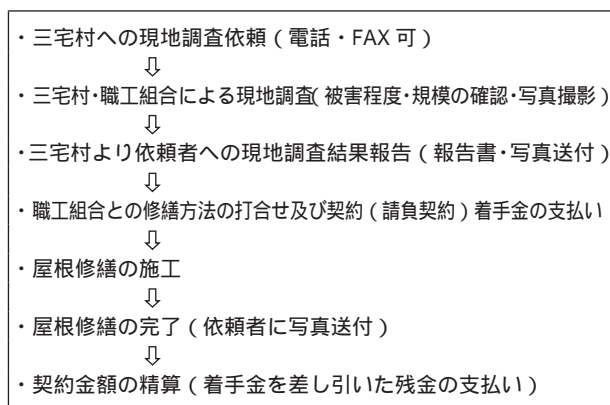 ・三宅村への現地調査依頼(電話・FAX可)
⇩
・三宅村・職工組合による現地調査(被害程度・規模の確認・写真撮影)
⇩
・三宅村より依頼者への現地調査結果報告(報告書・写真送付)
⇩
・職工組合との修繕方法の打合せ及び契約(請負契約)着手金の支払い
⇩
・屋根修繕の施工
⇩
・屋根修繕の完了(依頼者に写真送付)
⇩
・契約金額の精算(着手金を差し引いた残金の支払い)